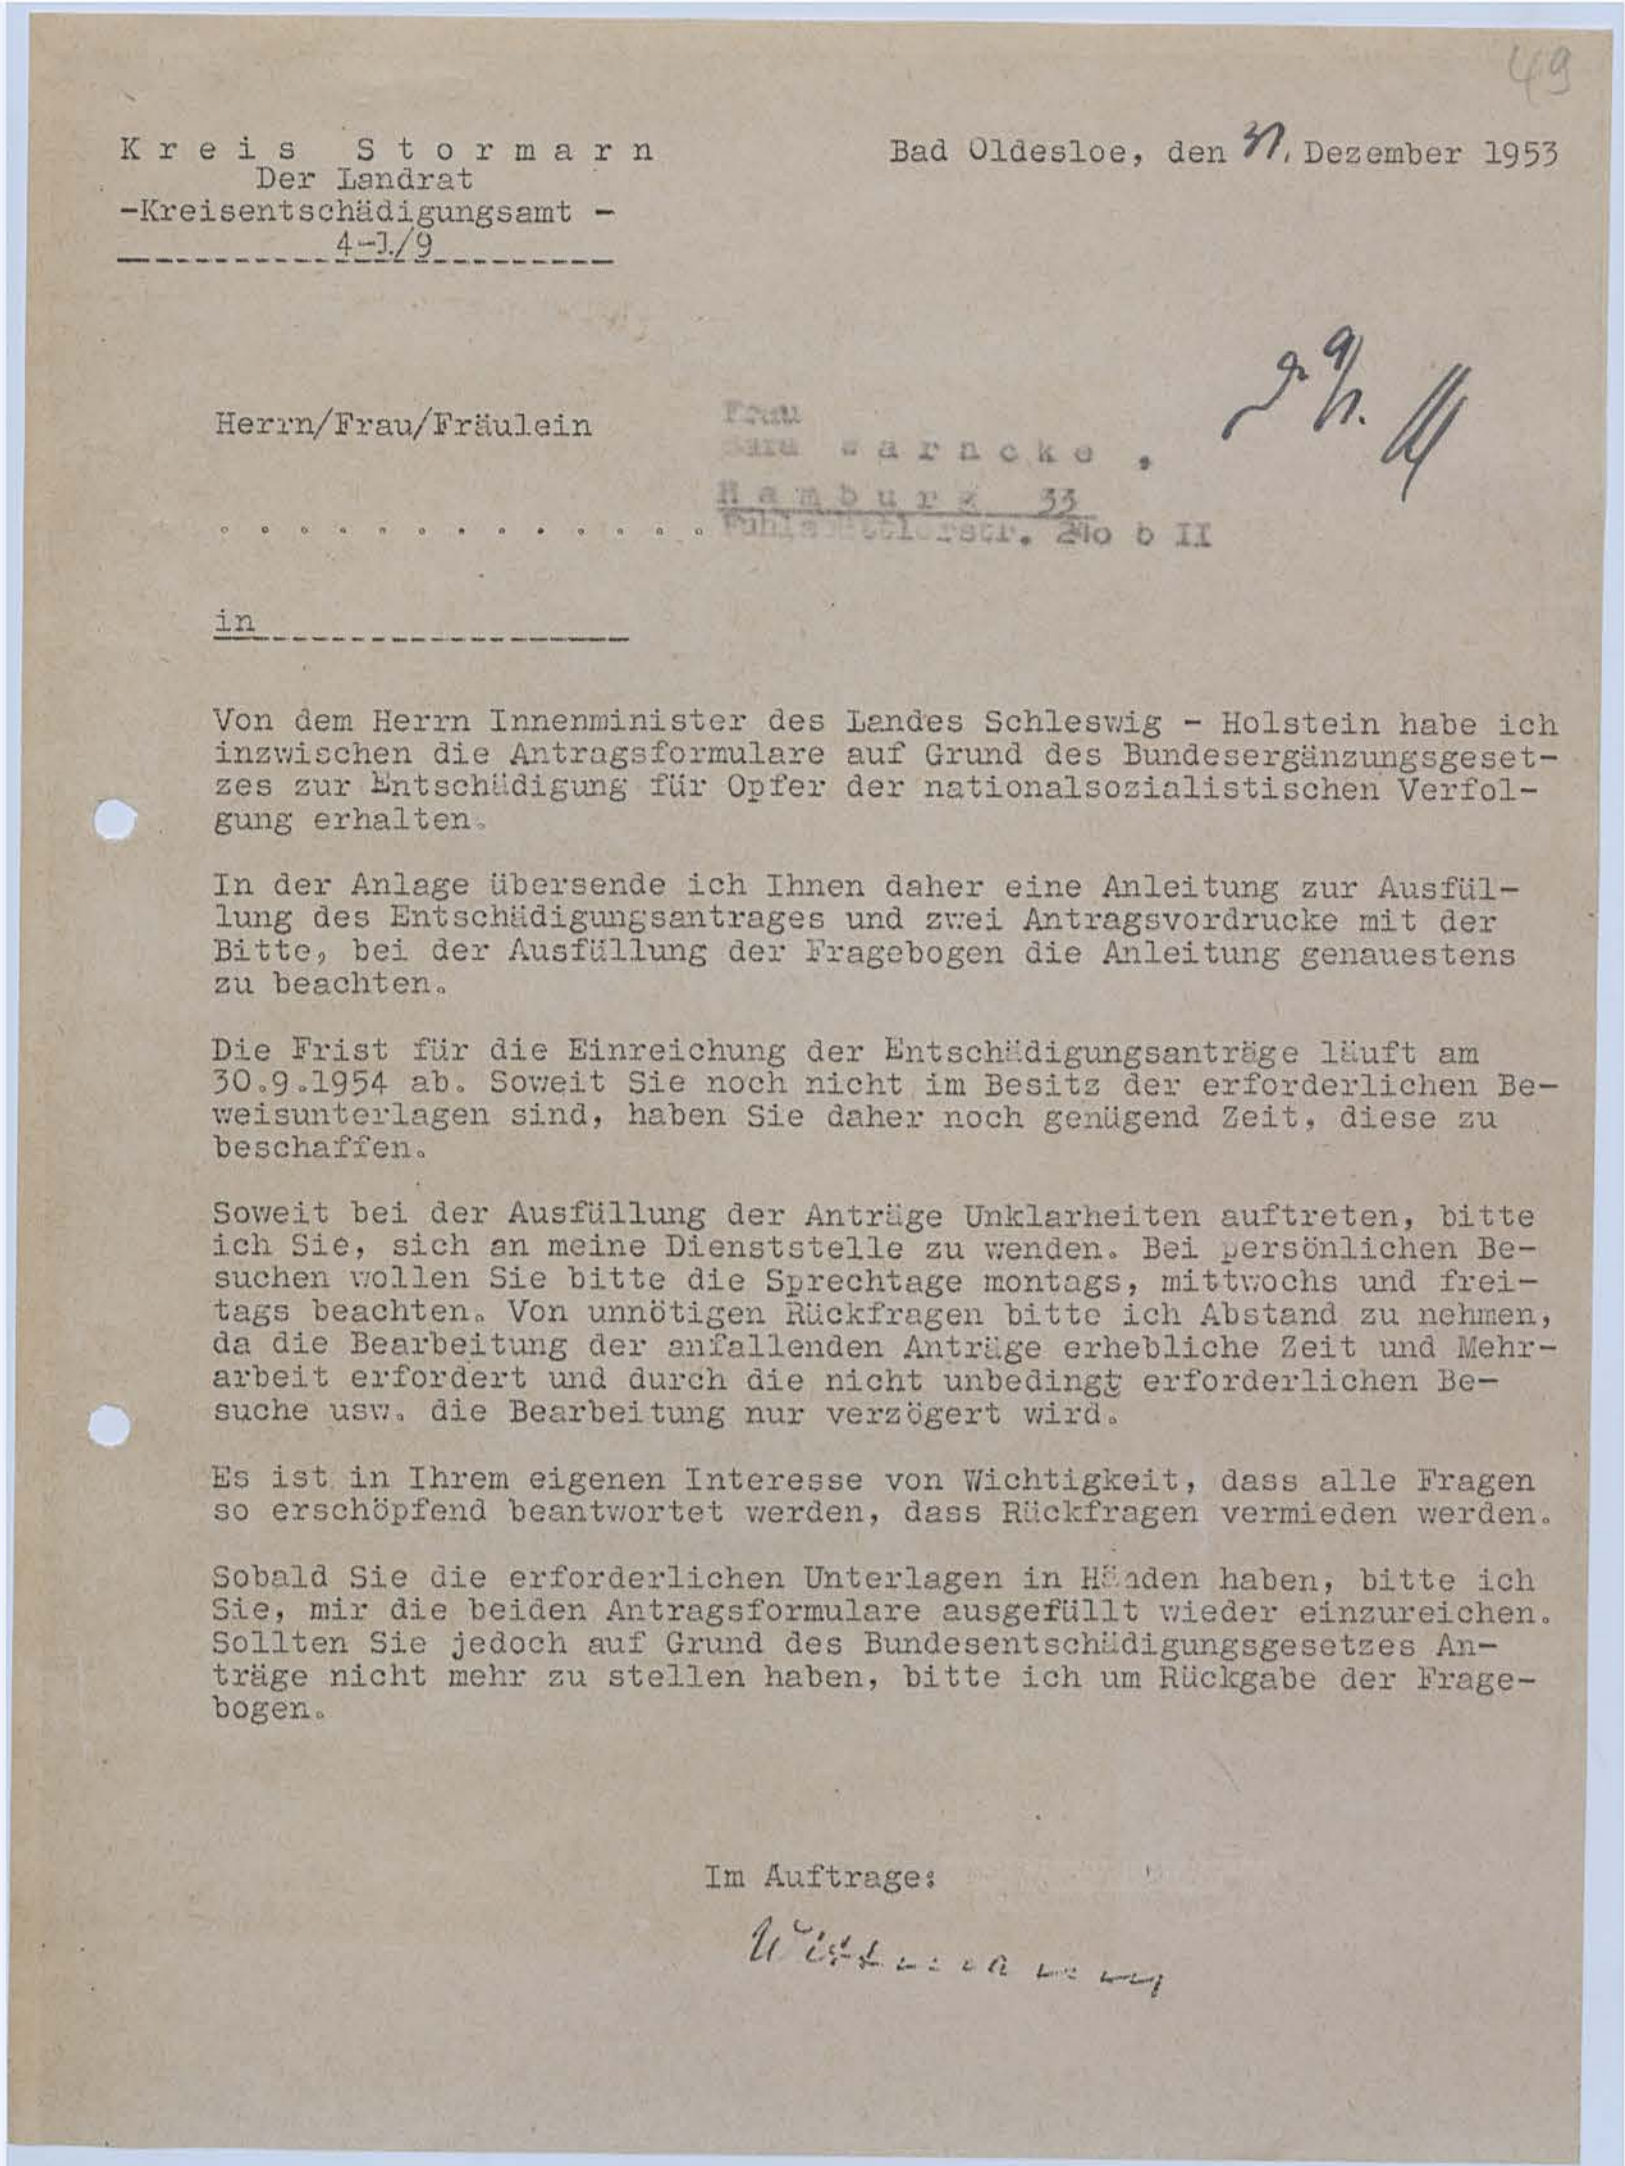 49
Kreis Stormarn
Der Landrat
-Kreisentschädigungsamt -
4-1/9
Bad Oldesloe, den 31. Dezember 1953
Herrn/Frau/Fräulein
Frau
Warncke,
Hamburg 33
Fuhlsbüttlerstr. b II
. . . . . . . . . . . . .
in
Von dem Herrn Innenminister des Landes Schleswig - Holstein habe ich
inzwischen die Antragsformulare auf Grund des Bundesergänzungsgeset-
zes zur Entschädigung für Opfer der nationalsozialistischen Verfol-
gung erhalten.
In der Anlage übersende ich Ihnen daher eine Anleitung zur Ausfül-
lung des Entschädigungsantrages und zwei Antragsvordrucke mit der
Bitte, bei der Ausfüllung der Fragebogen die Anleitung genauestens
zu beachten.
Die Frist für die Einreichung der Entschädigungsanträge läuft am
30.9.1954 ab. Soweit Sie noch nicht im Besitz der erforderlichen Be-
weisunterlagen sind, haben Sie daher noch genügend Zeit, diese zu
beschaffen.
Soweit bei der Ausfüllung der Anträge Unklarheiten auftreten, bitte
ich Sie, sich an meine Dienststelle zu wenden. Bei persönlichen Be-
suchen wollen Sie bitte die Sprechtage montags, mittwochs und frei-
tags beachten. Von unnötigen Rückfragen bitte ich Abstand zu nehmen,
da die Bearbeitung der anfallenden Anträge erhebliche Zeit und Mehr-
arbeit erfordert und durch die nicht unbedingt erforderlichen Be-
suche usw. die Bearbeitung nur verzögert wird.
Es ist in Ihrem eigenen Interesse von Wichtigkeit, dass alle Fragen
so erschöpfend beantwortet werden, dass Rückfragen vermieden werden.
Sobald Sie die erforderlichen Unterlagen in Händen haben, bitte ich
Sie, mir die beiden Antragsformulare ausgefüllt wieder einzureichen.
Sollten Sie jedoch auf Grund des Bundesentschädigungsgesetzes An-
träge nicht mehr zu stellen haben, bitte ich um Rückgabe der Frage-
bogen.
Im Auftrage: